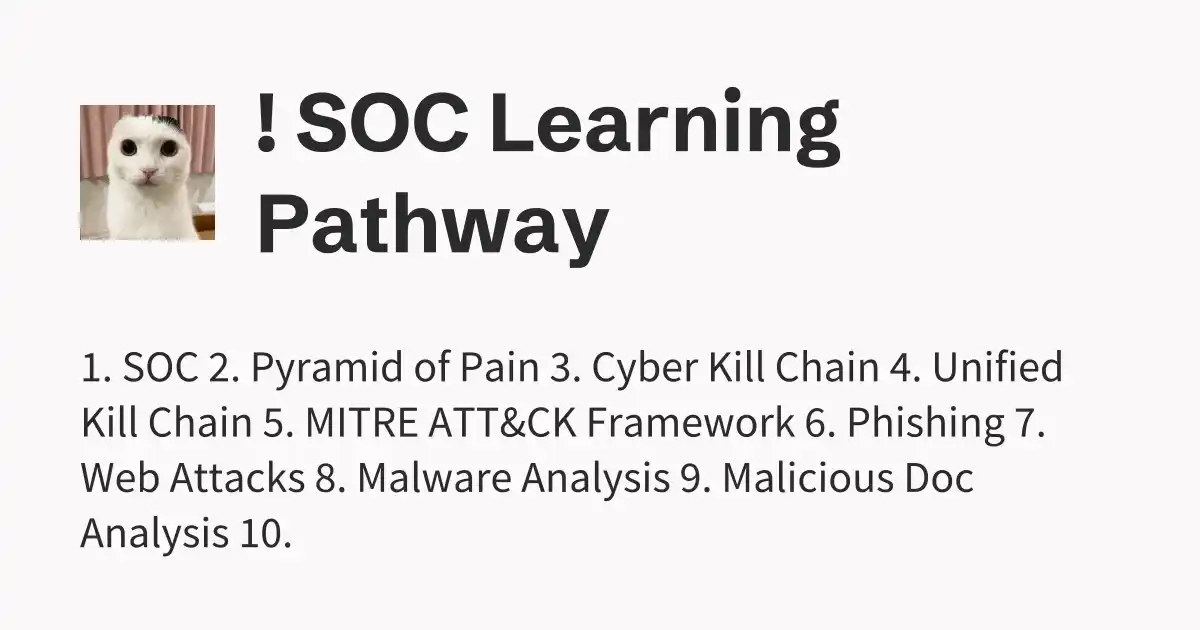 ! SOC Learning
Pathway
1. SOC 2. Pyramid of Pain 3. Cyber Kill Chain 4. Unified
Kill Chain 5. MITRE ATT&CK Framework 6. Phishing 7.
Web Attacks 8. Malware Analysis 9. Malicious Doc
Analysis 10.